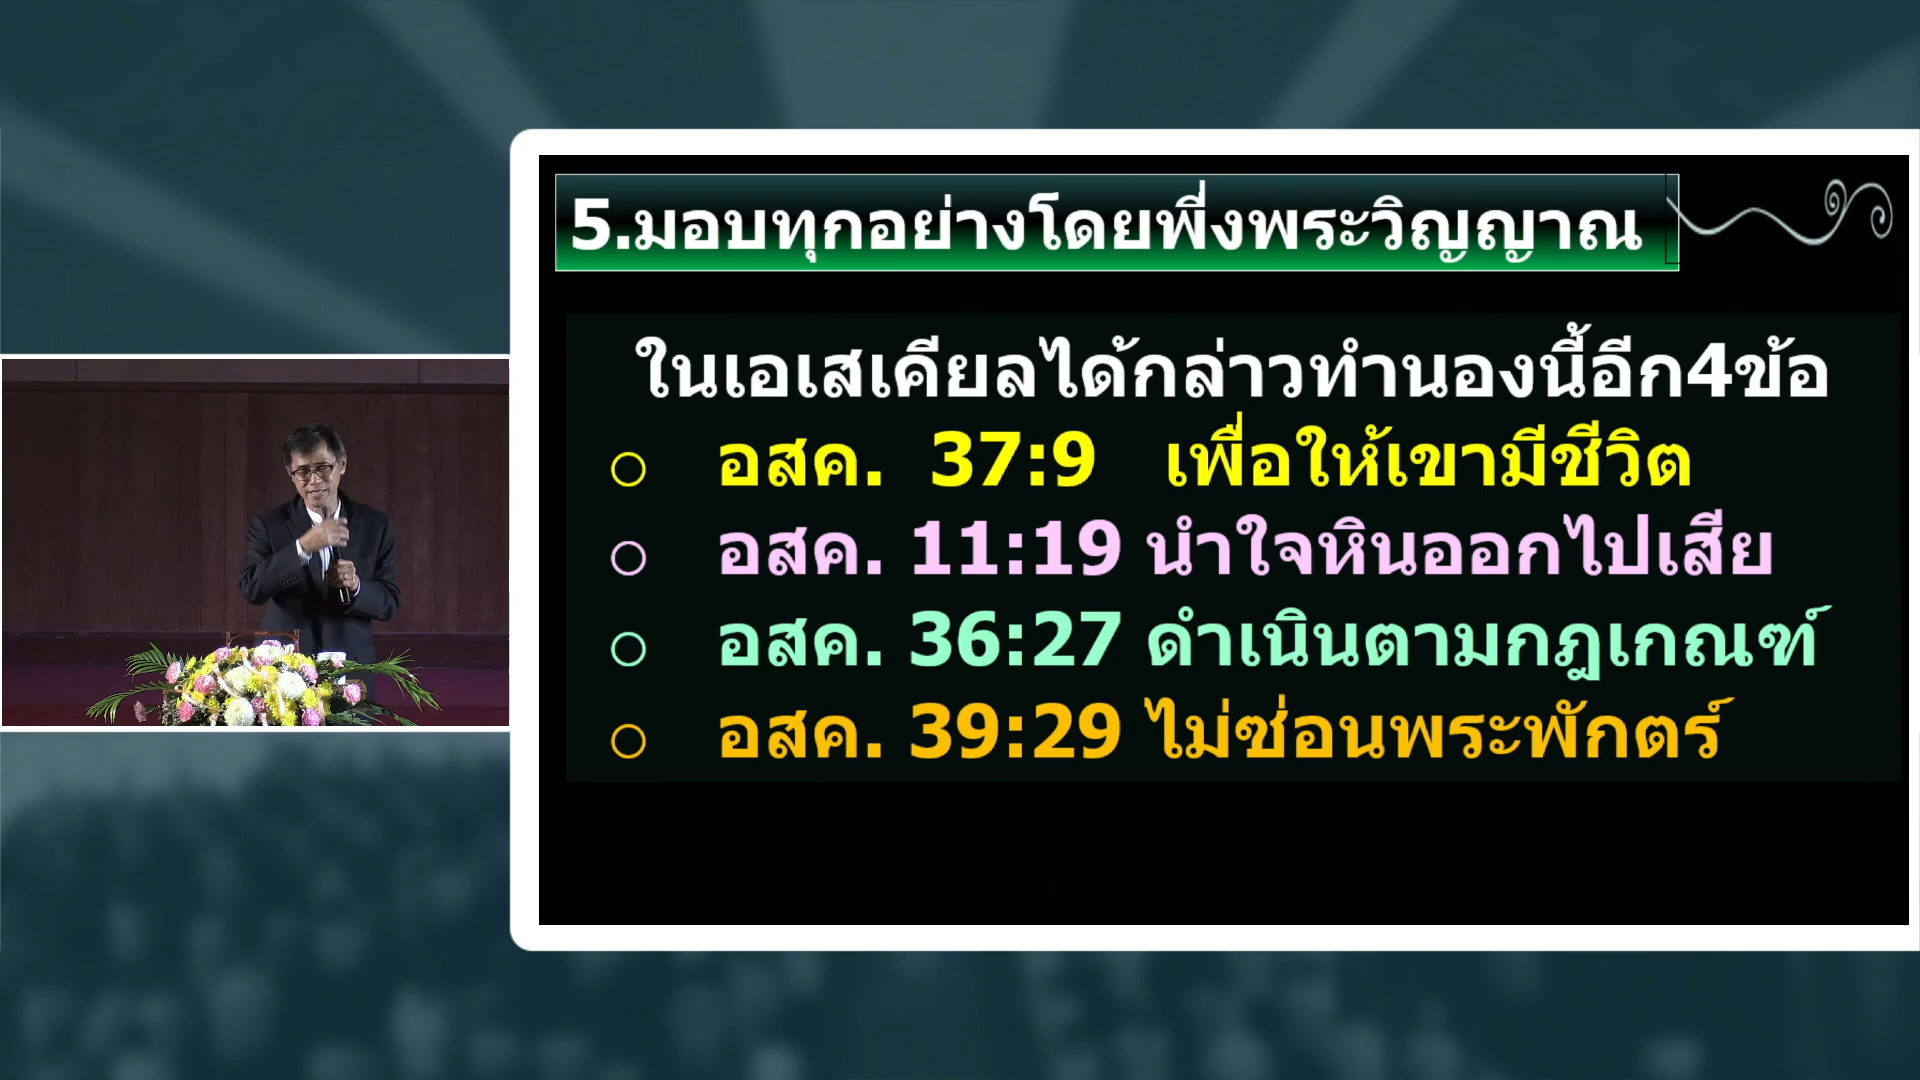 5.มอบทุกอย่างโดยพึ่งพระวิญญาณ
ในเอเสเคียลได้กล่าวทำนองนี้อีก4ข้อ
อสค. 37:9 เพื่อให้เขามีชีวิต
อสค. 11:19 นำใจหินออกไปเสีย
อสค. 36:27 ดำเนินตามกฎเกณฑ์
อสค. 39:29 ไม่ซ่อนพระพักตร์